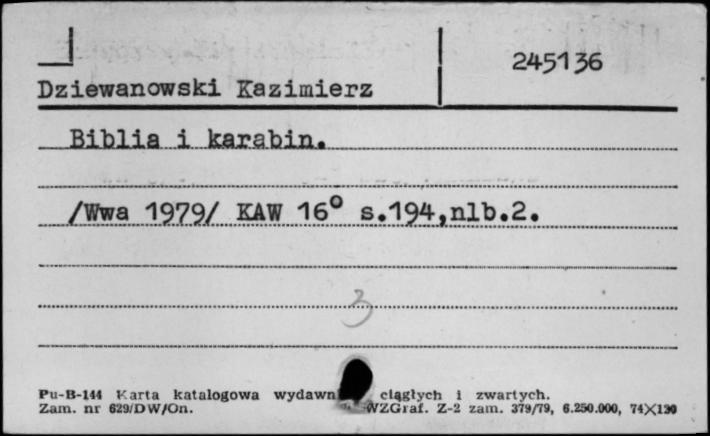 245136
Dziewanowski Kazimierz
Biblia i karabin.
/Wwa 1979/ KAW 16° s.194,nlb.2.
3
Pu-B-144 Karta katalogowa ciągłych i zwartych.
Zam. nr 629/DW/On. WZGraf. Z-2 zam. 379/79, 6.250.000, 74X120